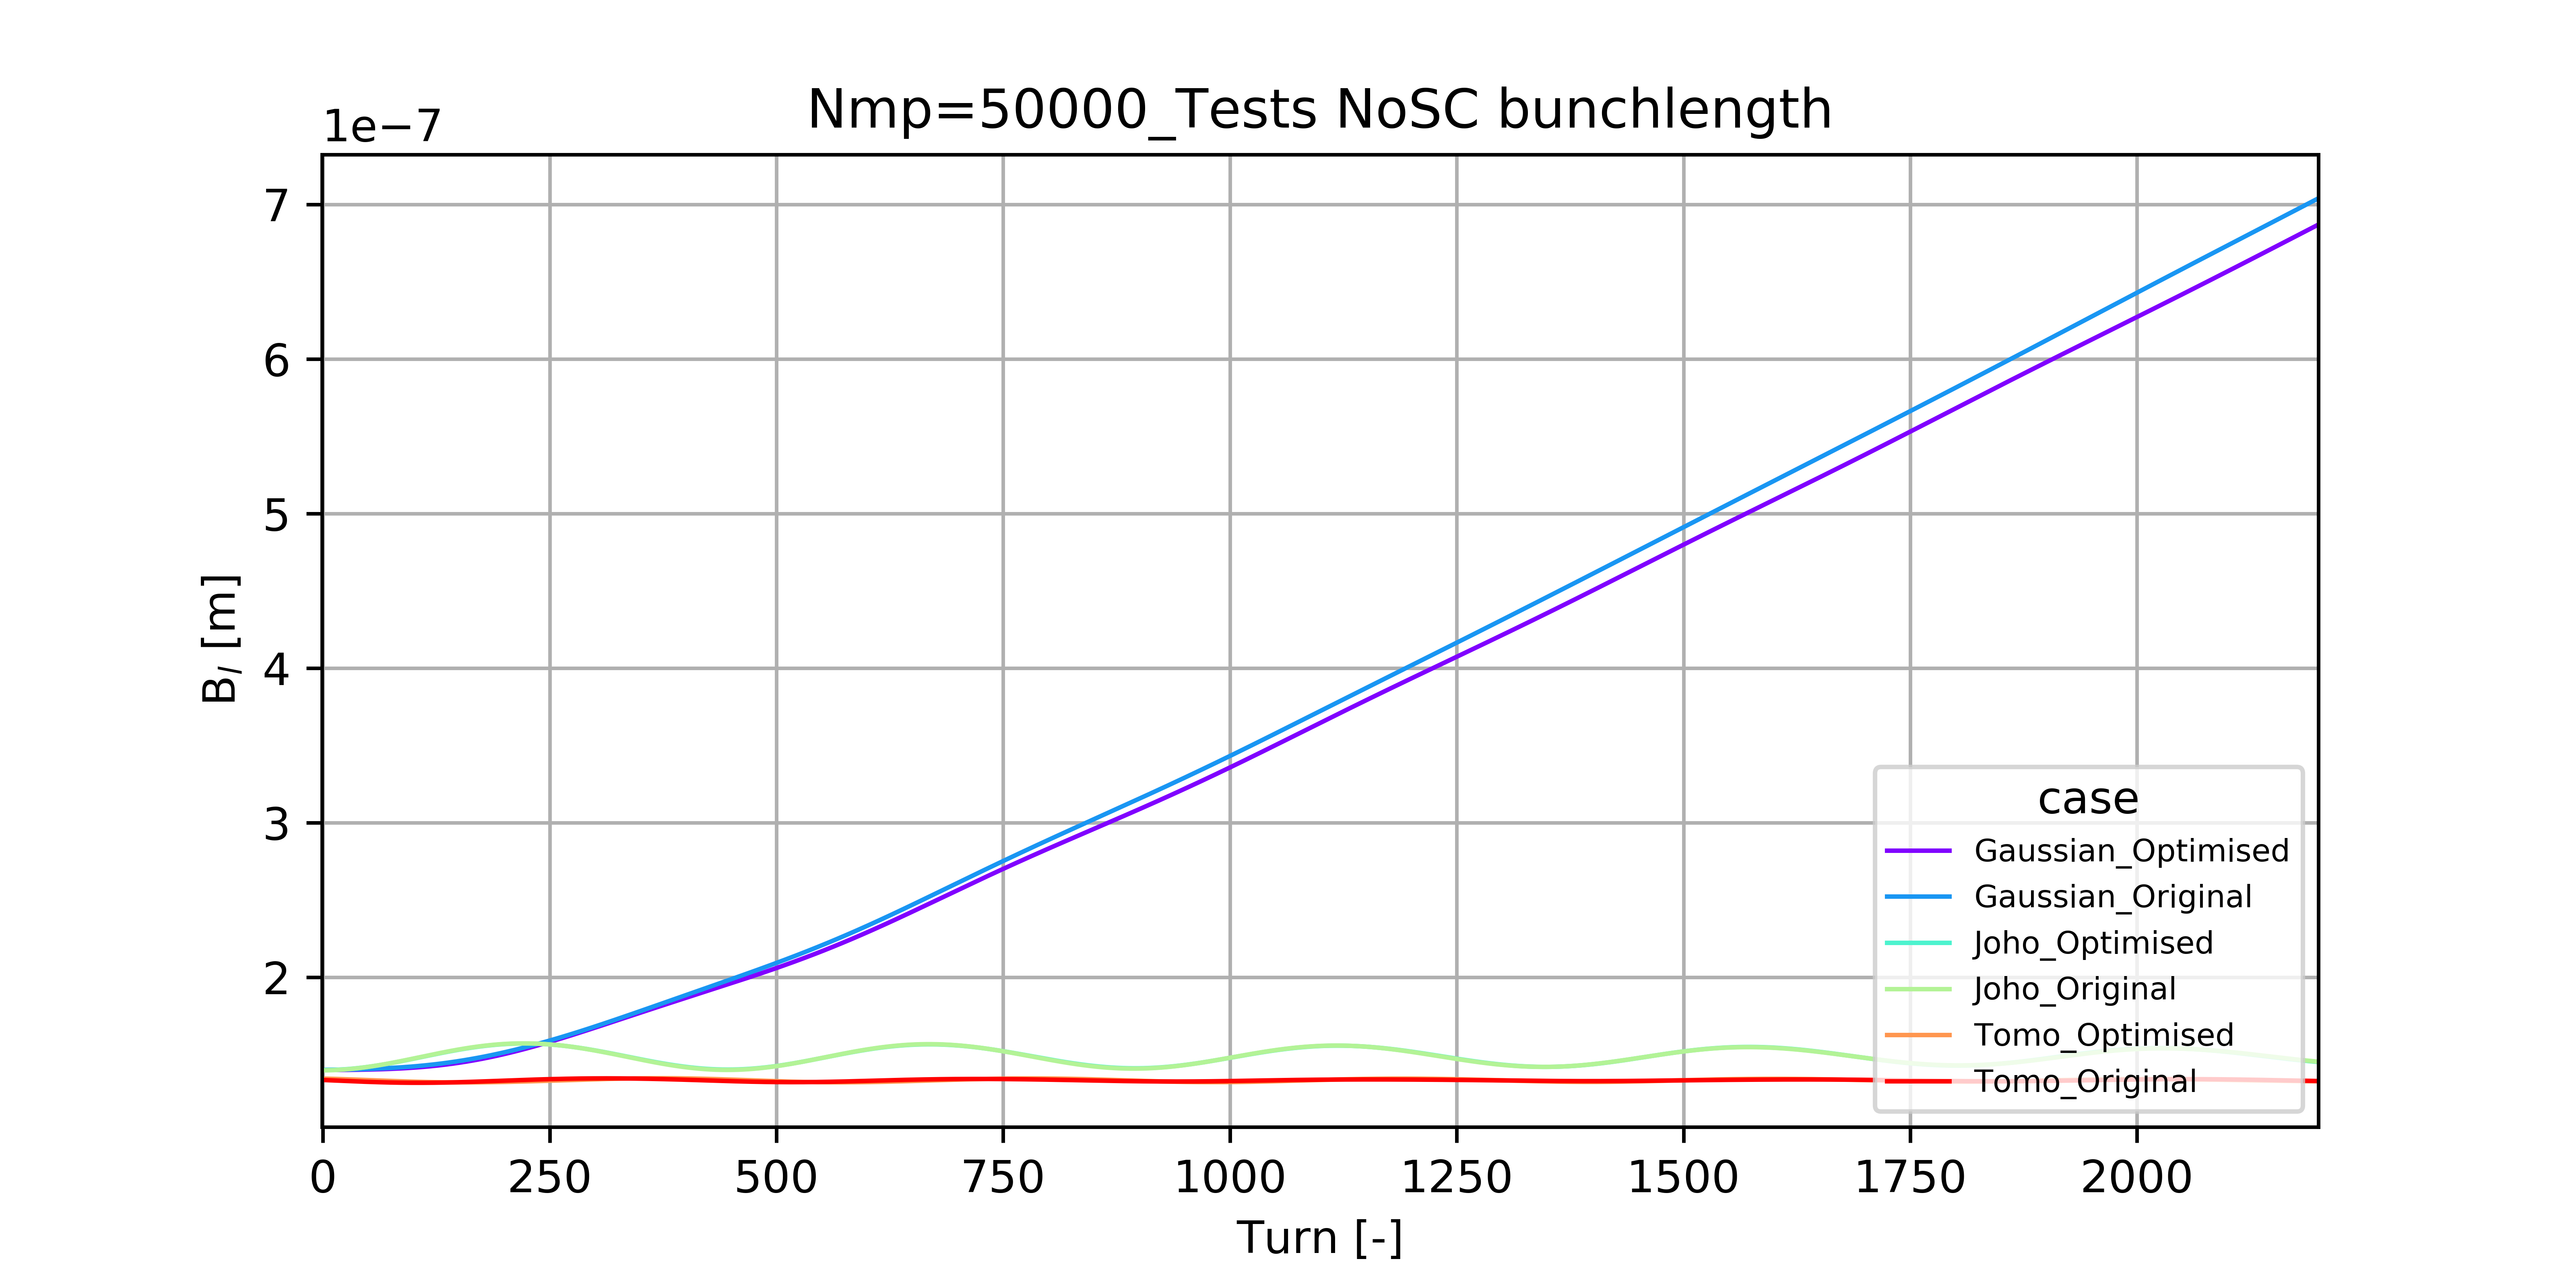 Nmp=50000_Tests NoSC bunchlength
1e−7
7
6
5
4
3
2
B_l [m]
case
Gaussian_Optimised
Gaussian_Original
Joho_Optimised
Joho_Original
Tomo_Optimised
Tomo_Original
0 250 500 750 1000 1250 1500 1750 2000
Turn [-]